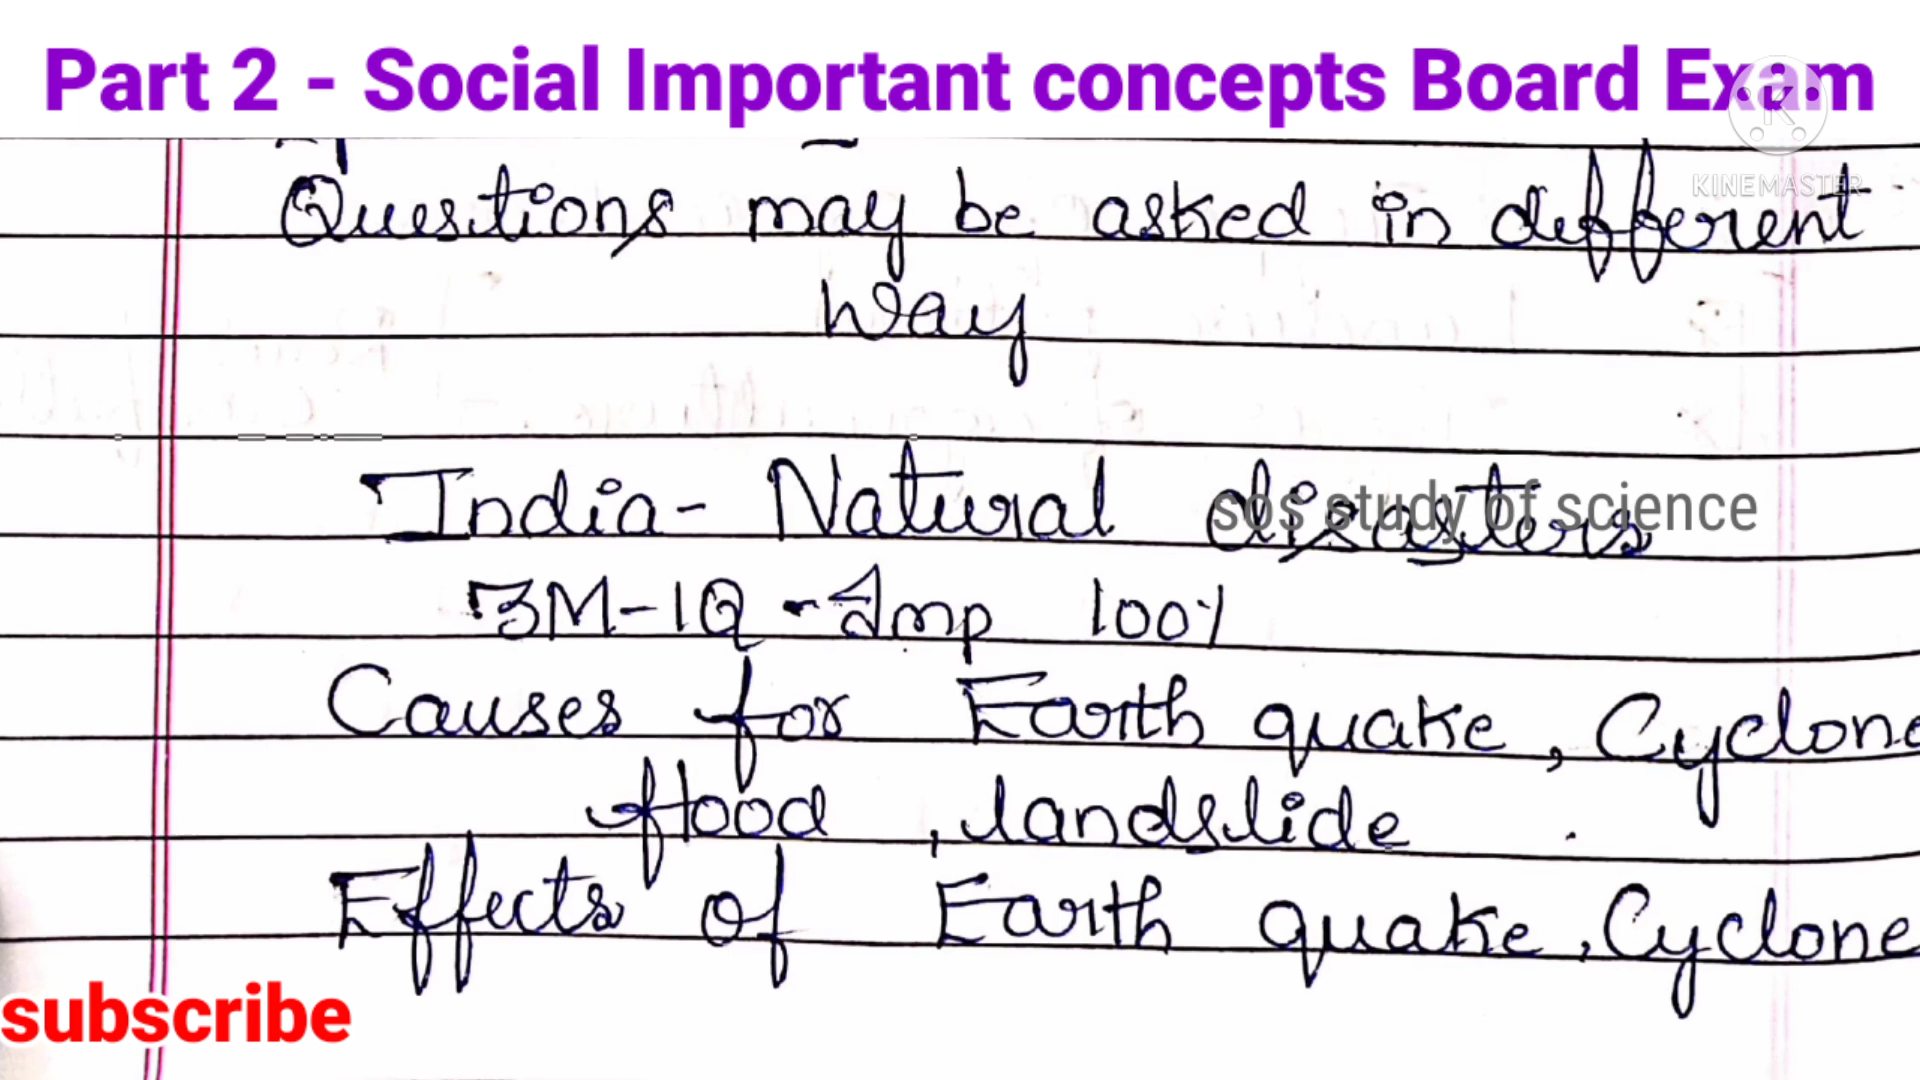 Part 2 - Social Important concepts Board Exam
K
KINEMASTER
Questions may be asked in different
way
India- Natural disasters
sos study of science
3M-1Q - Imp 100%
Causes for Earth quake, Cyclone
flood , landslide .
Effects of Earth quake, Cyclone
subscribe